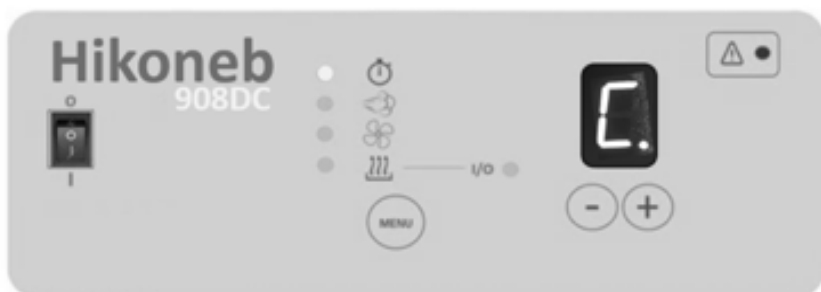 Hikoneb
908DC
O
I
I/O
MENU
C.
- +